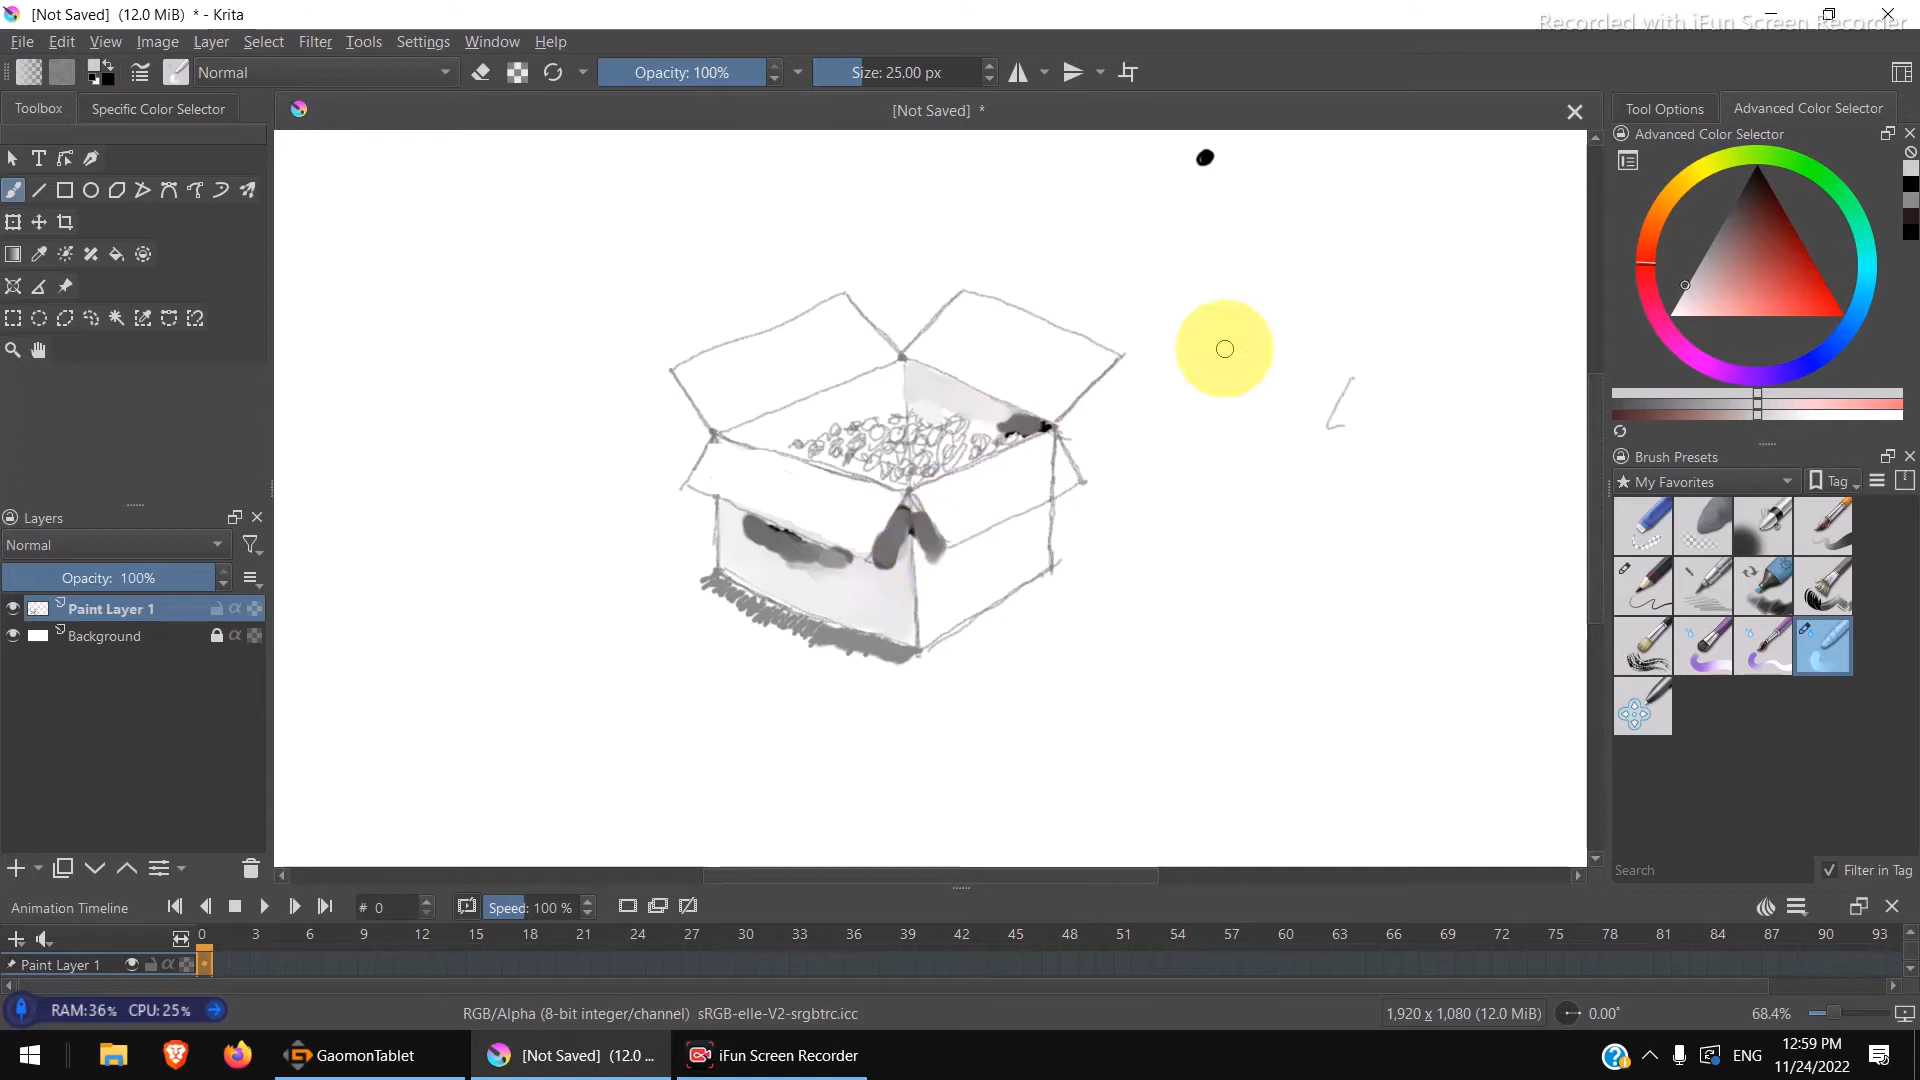 [Not Saved]  (12.0 MiB)  * - Krita
Recorded with iFun Screen Recorder
File Edit View Image Layer Select Filter Tools Settings Window Help
Normal
Opacity: 100%
Size: 25.00 px
Toolbox
Specific Color Selector
[Not Saved]  *
Tool Options
Advanced Color Selector
Advanced Color Selector
Brush Presets
My Favorites
Tag
Layers
Normal
Opacity:  100%
Paint Layer 1
Background
Search
Filter in Tag
Animation Timeline
# 0
Speed: 100 %
0 3 6 9 12 15 18 21 24 27 30 33 36 39 42 45 48 51 54 57 60 63 66 69 72 75 78 81 84 87 90 93
Paint Layer 1
RAM:36% CPU:25%
RGB/Alpha (8-bit integer/channel)  sRGB-elle-V2-srgbtrc.icc
1,920 x 1,080 (12.0 MiB)
0.00°
68.4%
GaomonTablet
[Not Saved]  (12.0 ...
iFun Screen Recorder
ENG
12:59 PM
11/24/2022